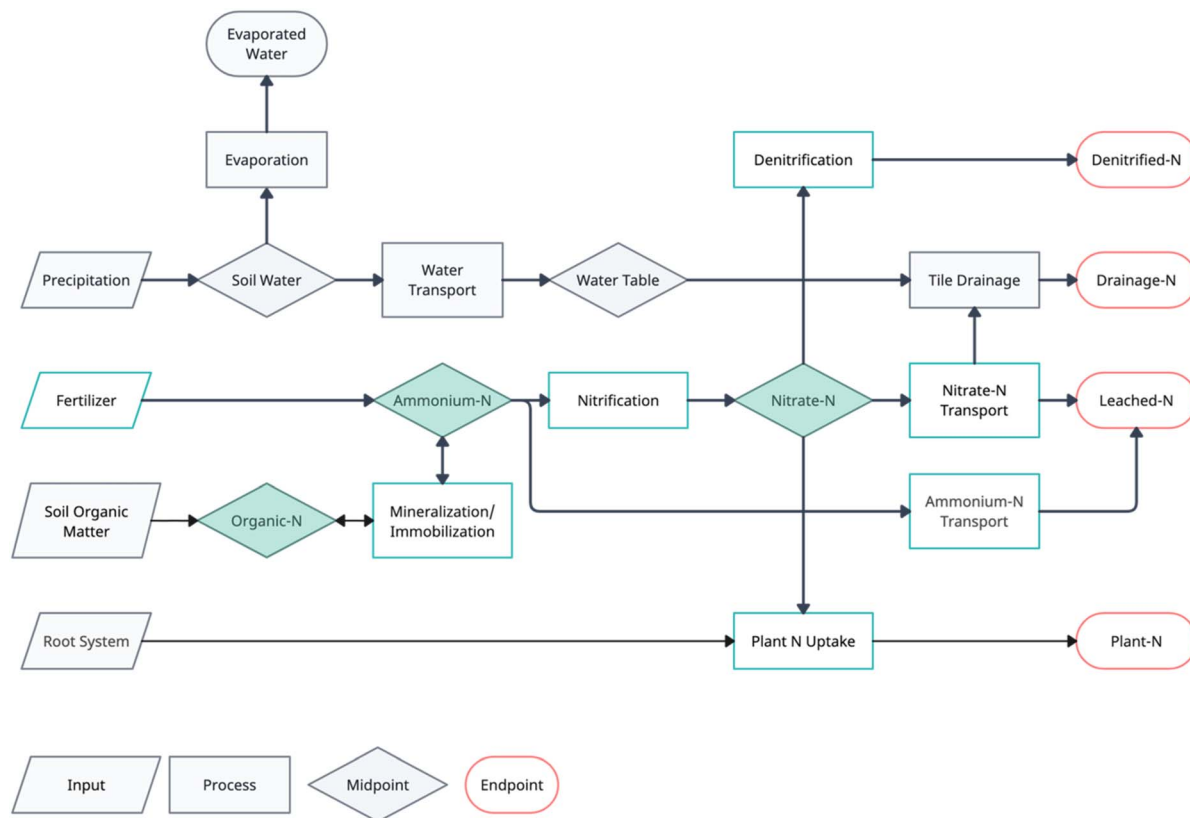 Evaporated
Water
Evaporation
Denitrification
Denitrified-N
Precipitation
Soil Water
Water
Transport
Water Table
Tile Drainage
Drainage-N
Fertilizer
Ammonium-N
Nitrification
Nitrate-N
Nitrate-N
Transport
Leached-N
Soil Organic
Matter
Organic-N
Mineralization/
Immobilization
Ammonium-N
Transport
Root System
Plant N Uptake
Plant-N
Input
Process
Midpoint
Endpoint